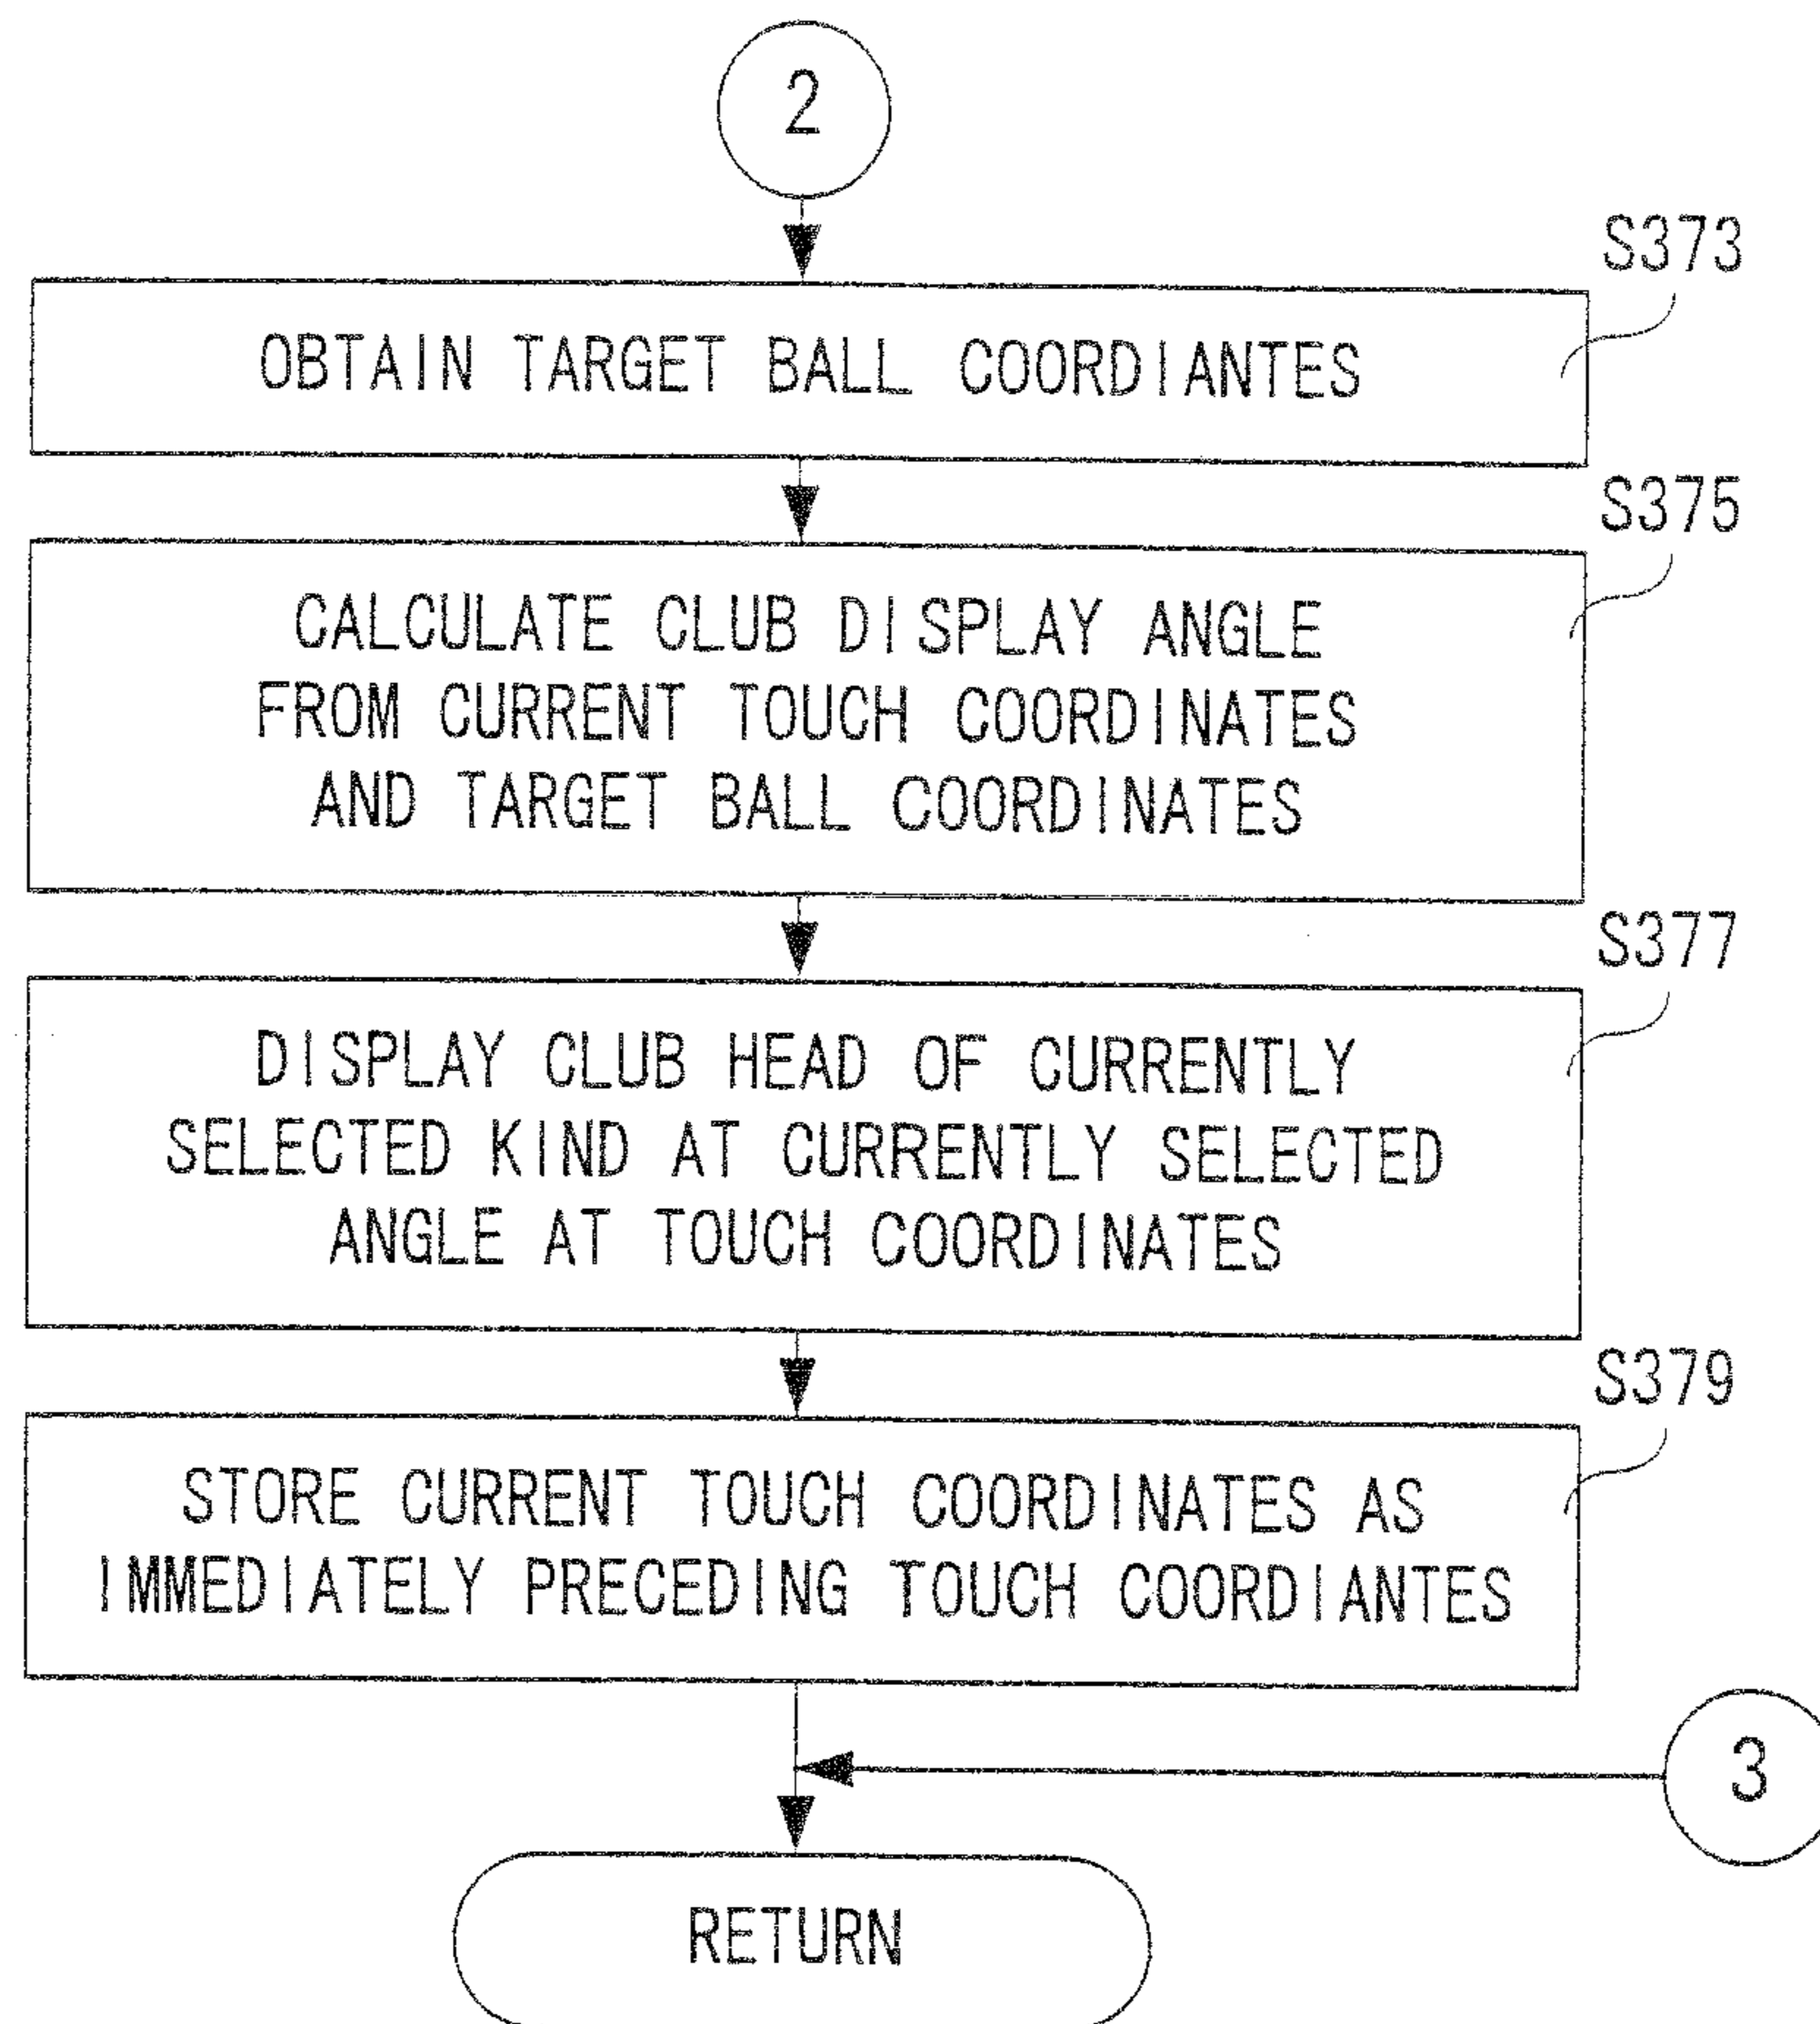 2
S373
OBTAIN TARGET BALL COORDIANTES
S375
CALCULATE CLUB DISPLAY ANGLE
FROM CURRENT TOUCH COORDINATES
AND TARGET BALL COORDINATES
S377
DISPLAY CLUB HEAD OF CURRENTLY
SELECTED KIND AT CURRENTLY SELECTED
ANGLE AT TOUCH COORDINATES
S379
STORE CURRENT TOUCH COORDINATES AS
IMMEDIATELY PRECEDING TOUCH COORDIANTES
3
RETURN